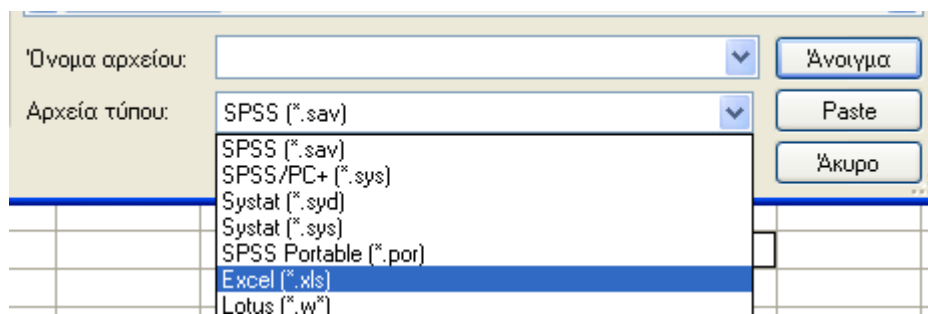 Όνομα αρχείου:
Άνοιγμα
Αρχεία τύπου:
SPSS (*.sav)
Paste
SPSS (*.sav)
Άκυρο
SPSS/PC+ (*.sys)
Systat (*.syd)
Systat (*.sys)
SPSS Portable (*.por)
Excel (*.xls)
Lotus (*.w*)